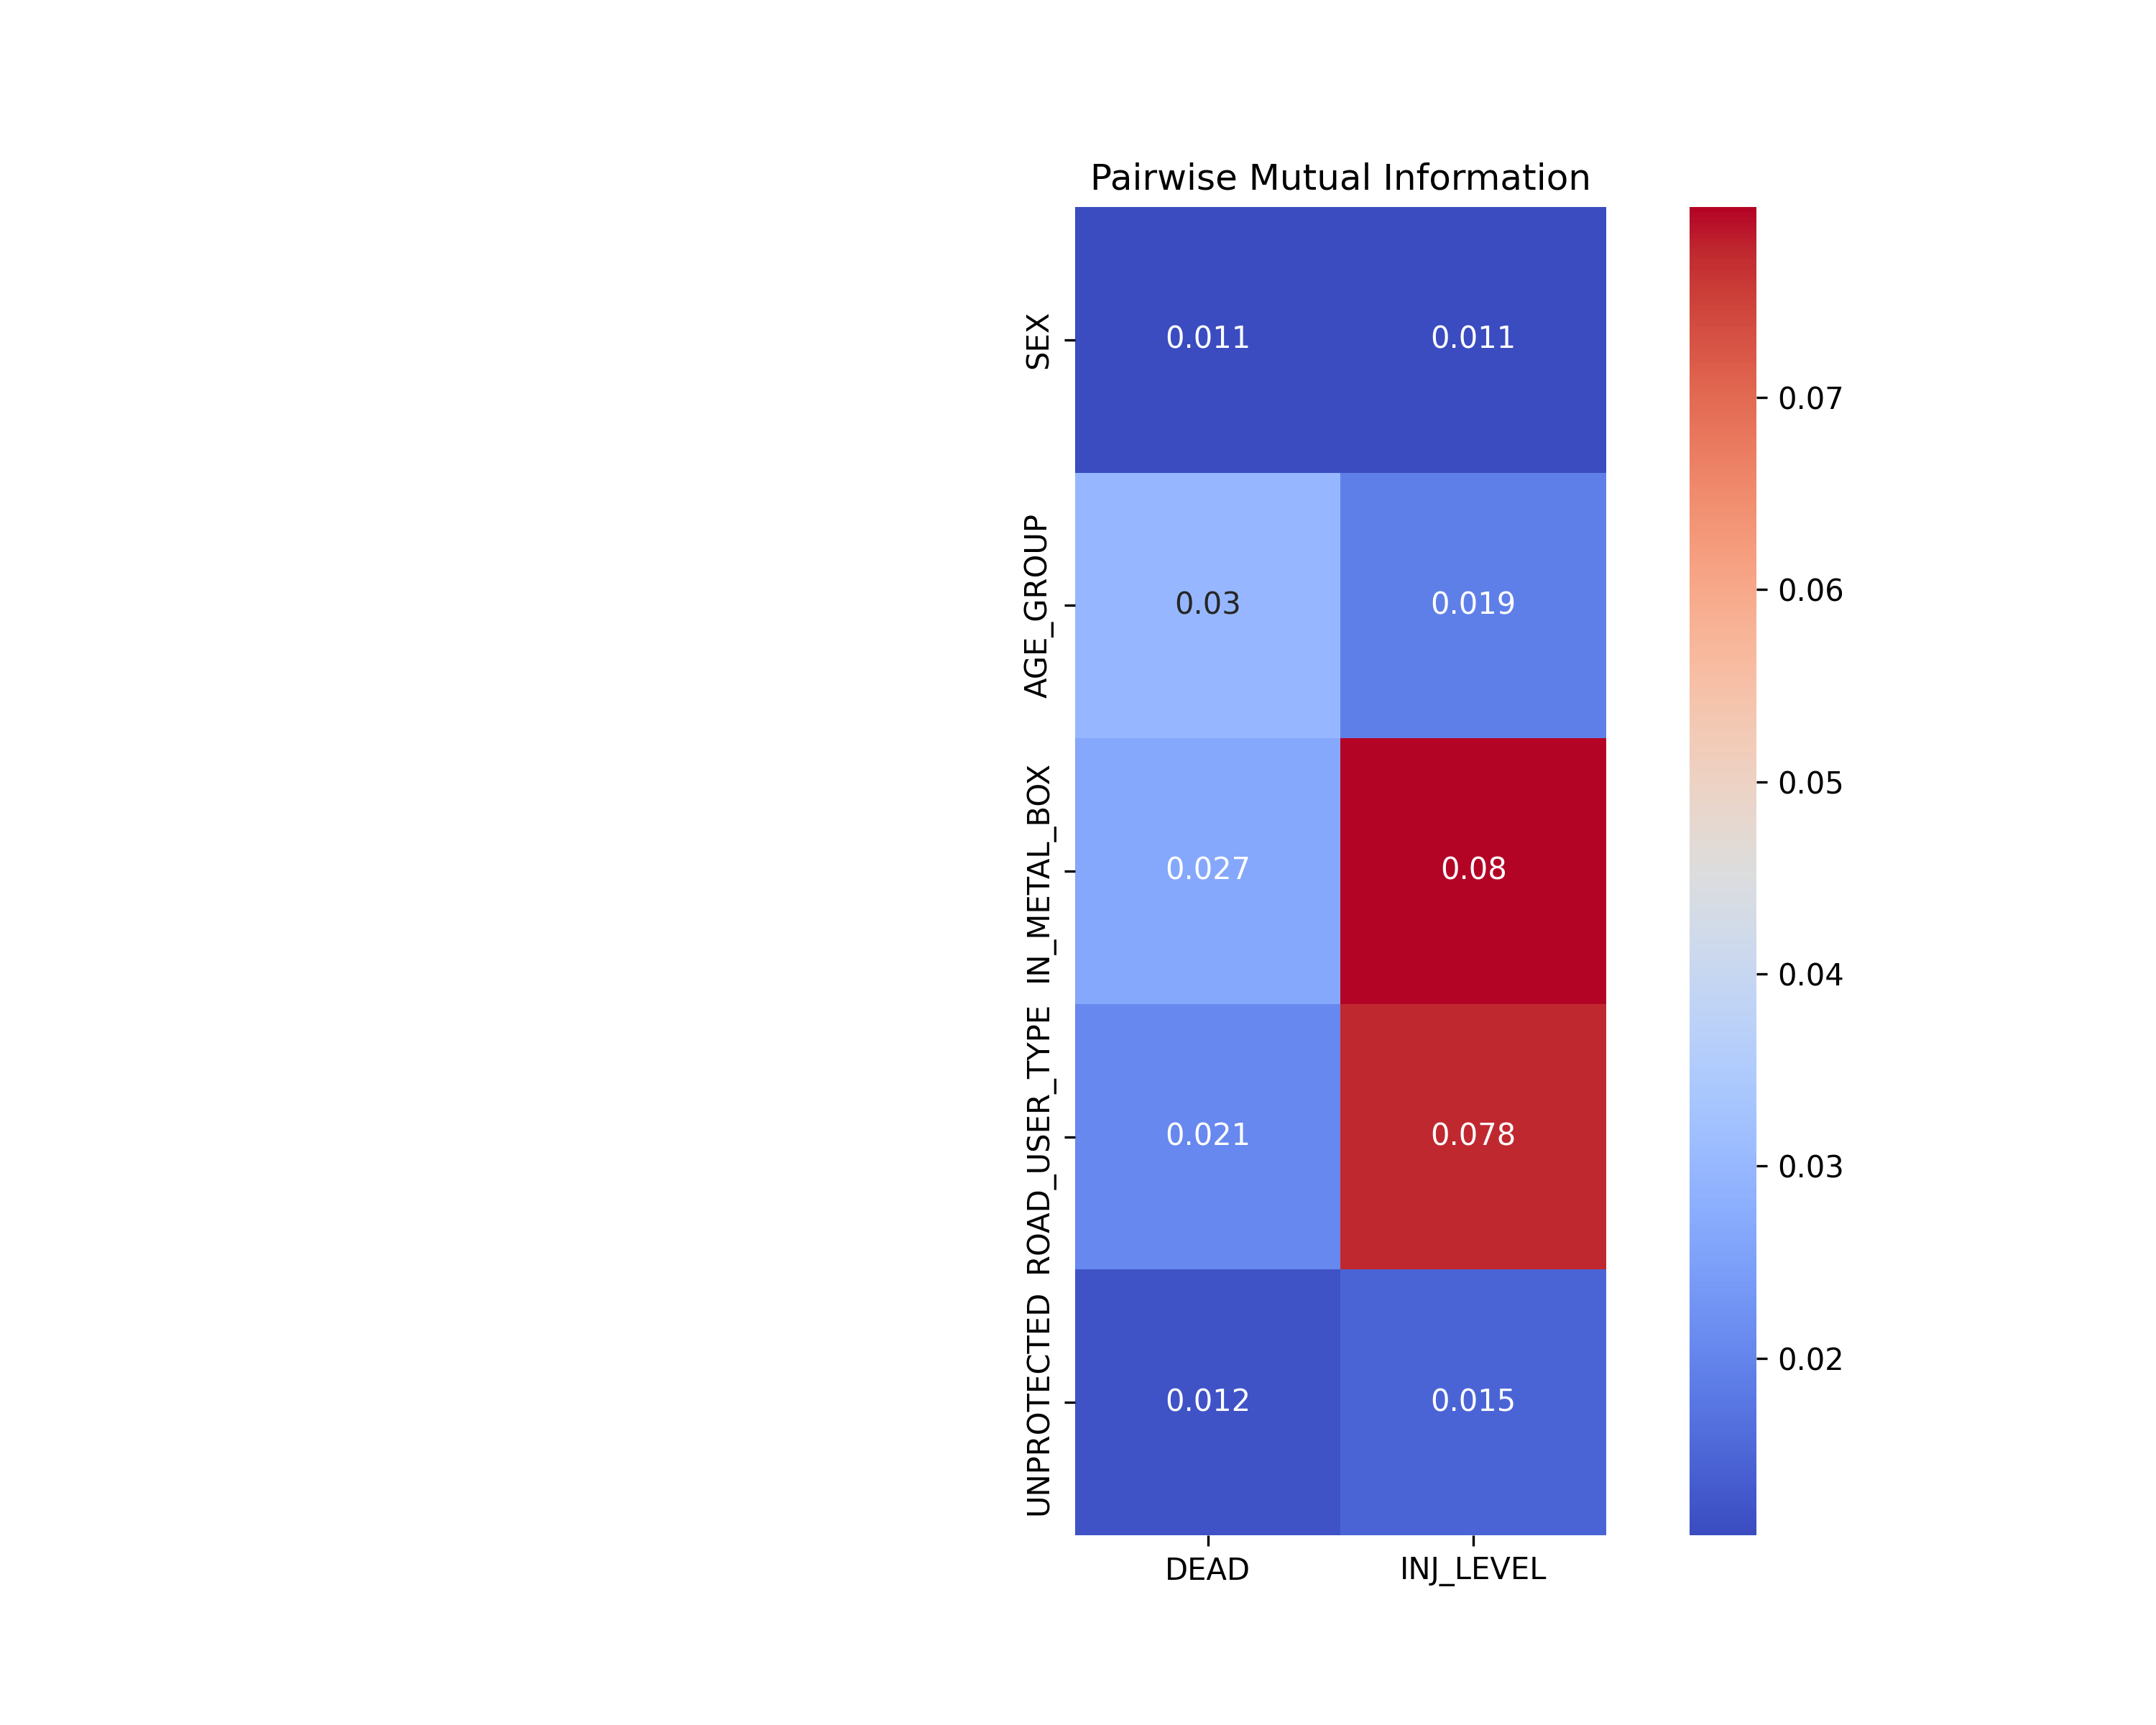 Pairwise Mutual Information
SEX
0.011 0.011
AGE_GROUP
0.03 0.019
IN_METAL_BOX
0.027 0.08
ROAD_USER_TYPE
0.021 0.078
UNPROTECTED
0.012 0.015
DEAD INJ_LEVEL
0.07
0.06
0.05
0.04
0.03
0.02